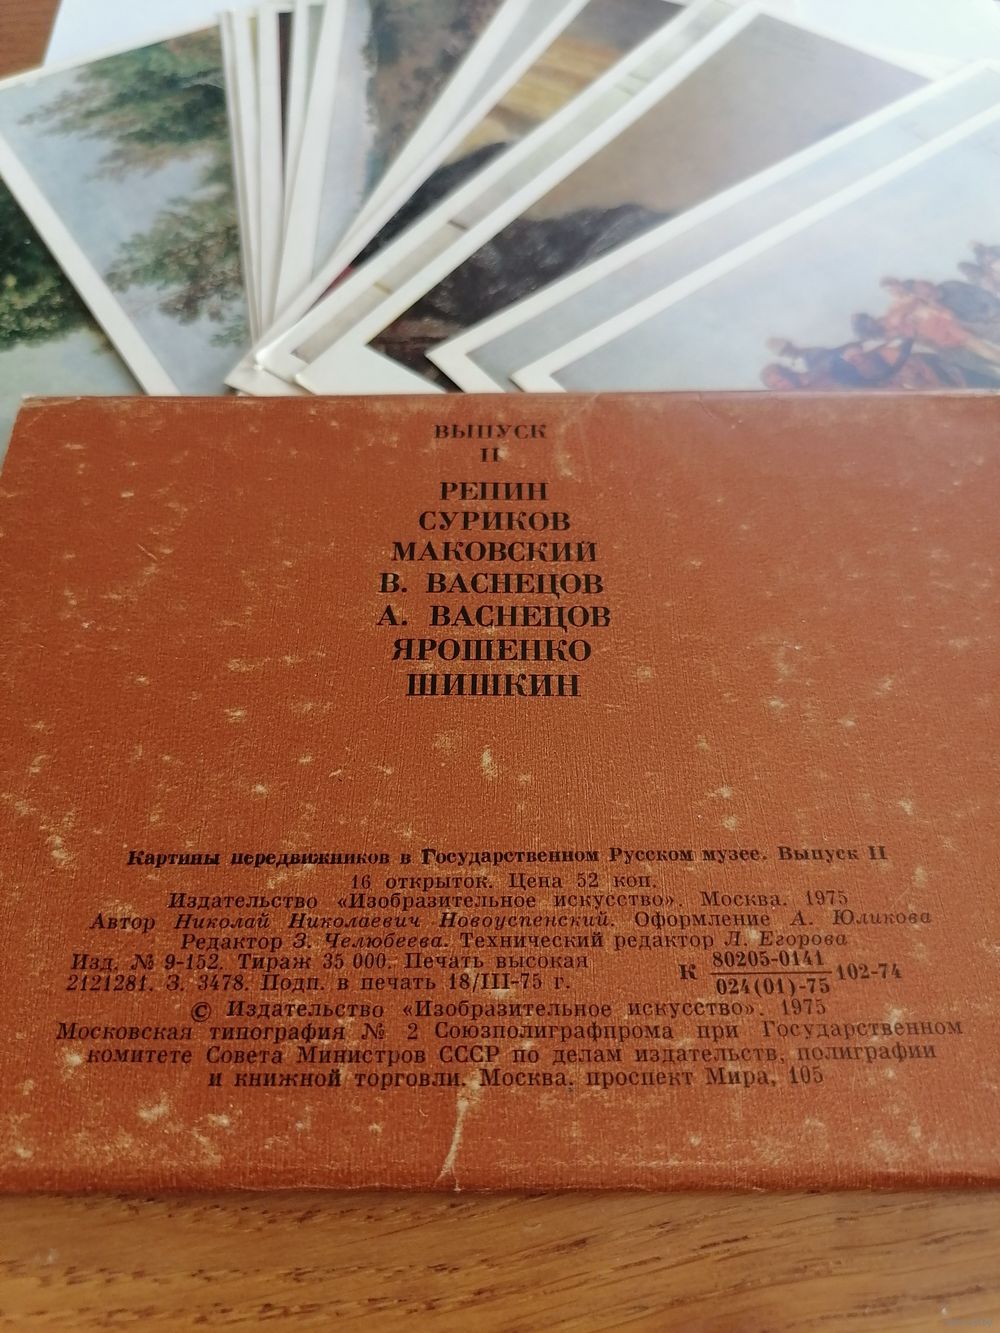 ВЫПУСК
II
РЕПИН
СУРИКОВ
МАКОВСКИЙ
В. ВАСНЕЦОВ
А. ВАСНЕЦОВ
ЯРОШЕНКО
ШИШКИН
Картины передвижников в Государственном Русском музее. Выпуск II
16 открыток. Цена 52 коп.
Издательство «Изобразительное искусство». Москва. 1975
Автор Николай Николаевич Новоуспенский. Оформление А. Юликова
Редактор З. Челюбеева. Технический редактор Л. Егорова
Изд. № 9-152. Тираж 35 000. Печать высокая
2121281. З. 3478. Подп. в печать 18/III-75 г.
К 80205-0141
024(01)-75 102-74
© Издательство «Изобразительное искусство». 1975
Московская типография № 2 Союзполиграфпрома при Государственном
комитете Совета Министров СССР по делам издательств, полиграфии
и книжной торговли. Москва, проспект Мира, 105